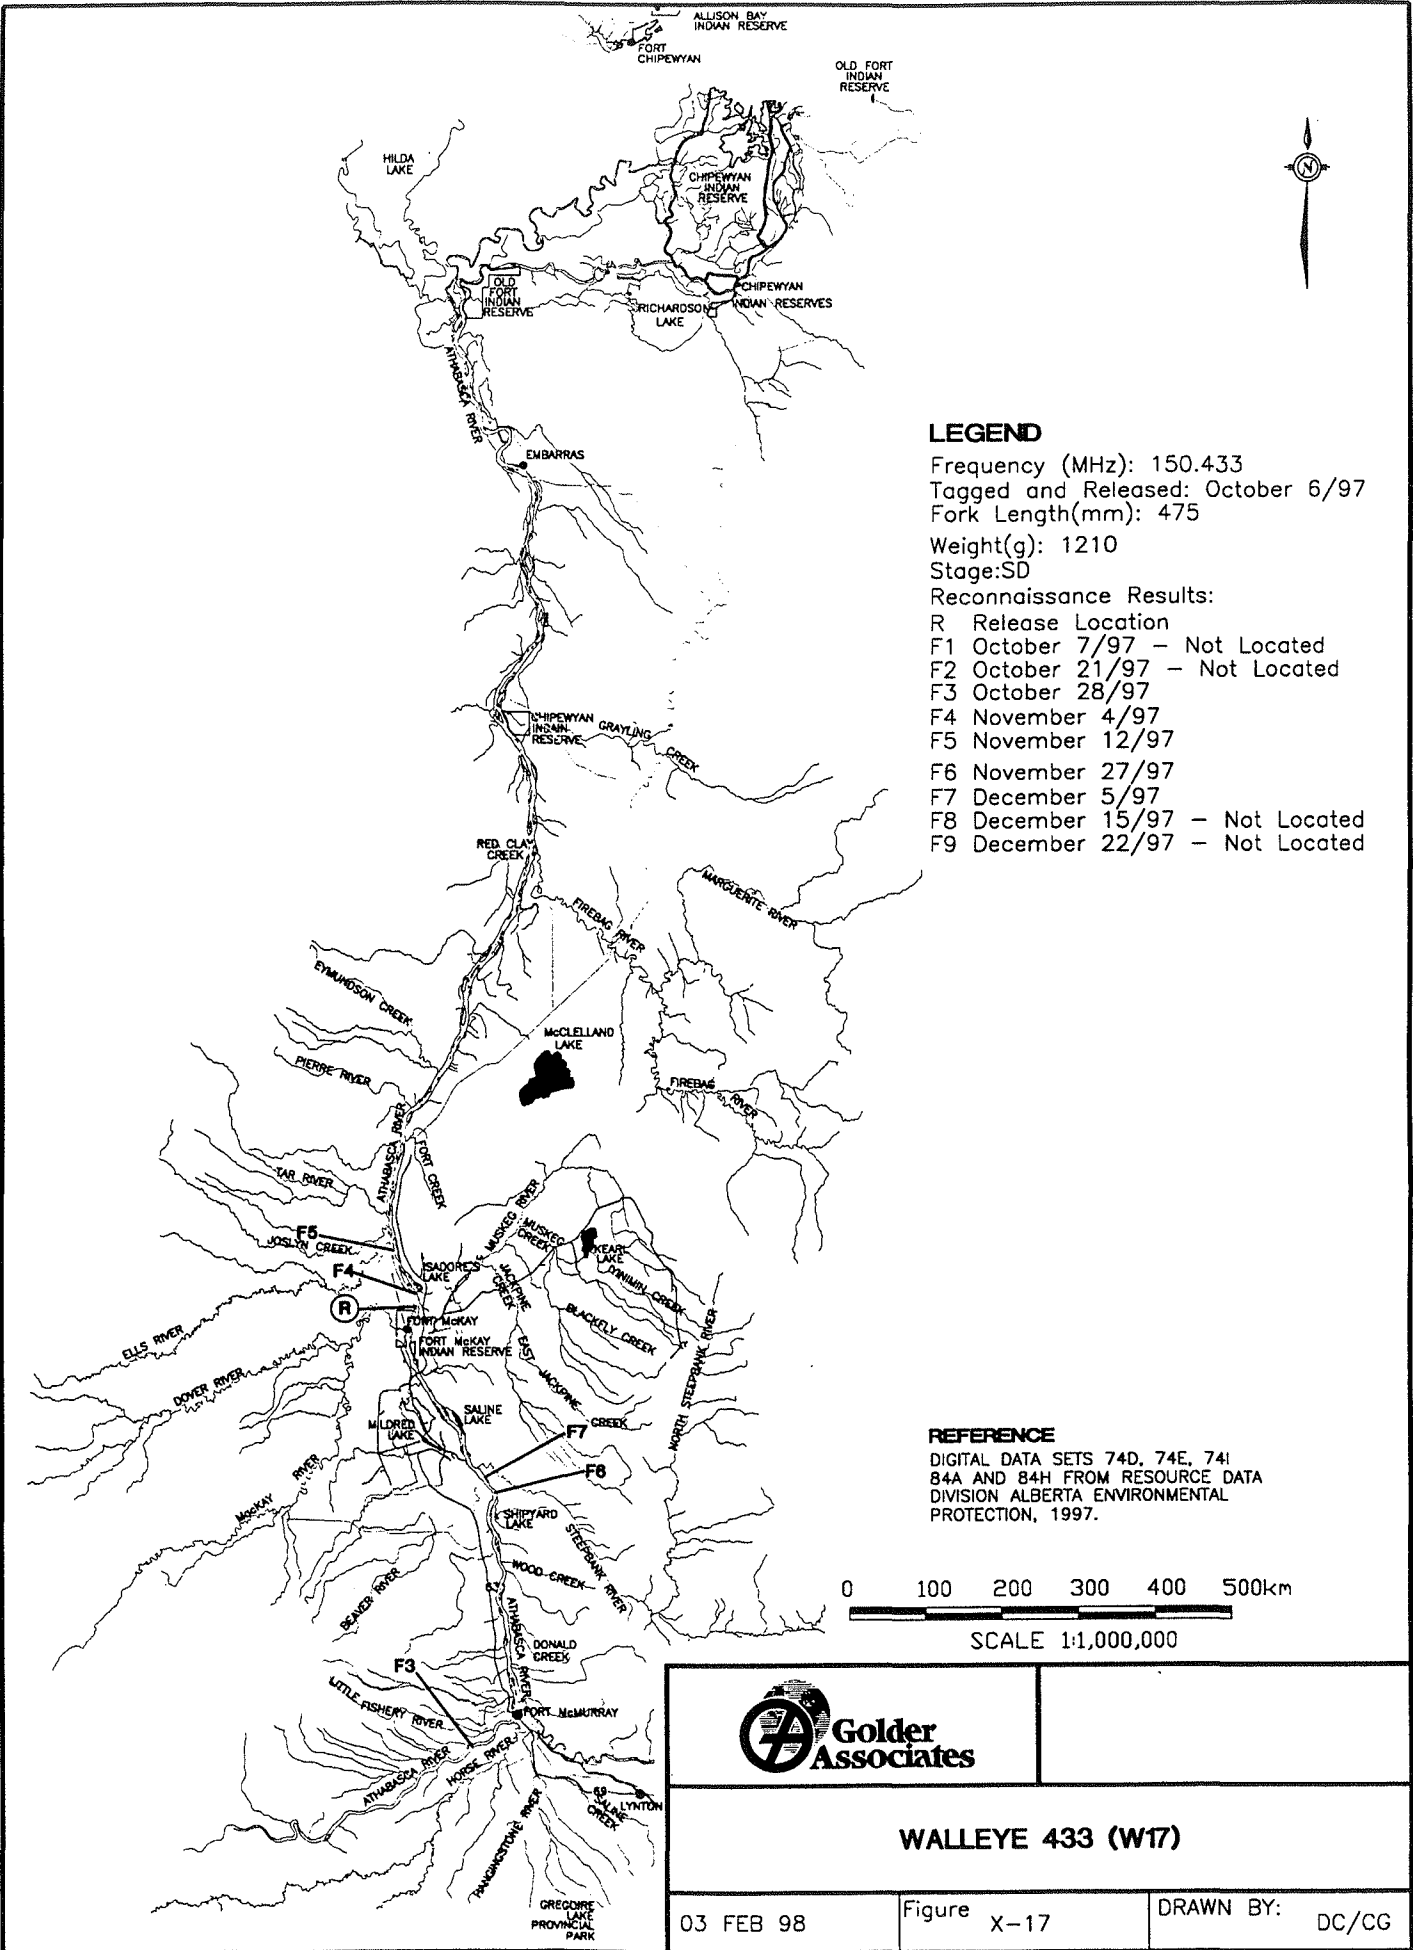 ALLISON BAY
INDIAN RESERVE
FORT
CHIPEWYAN
OLD FORT
INDIAN
RESERVE
HILDA
LAKE
CHIPEWYAN
INDIAN
RESERVE
N
OLD
FORT
INDIAN
RESERVE
CHIPEWYAN
INDIAN RESERVES
RICHARDSON
LAKE
ATHABASCA RIVER
EMBARRAS
LEGEND
Frequency (MHz): 150.433
Tagged and Released: October 6/97
Fork Length(mm): 475
Weight(g): 1210
Stage:SD
Reconnaissance Results:
R Release Location
F1 October 7/97 – Not Located
F2 October 21/97 – Not Located
F3 October 28/97
F4 November 4/97
F5 November 12/97
F6 November 27/97
F7 December 5/97
F8 December 15/97 – Not Located
F9 December 22/97 – Not Located
CHIPEWYAN
INDAIN
RESERVE
GRAYLING
CREEK
RED CLAY
CREEK
MARGUERITE RIVER
FIREBAG RIVER
EYMUNDSON CREEK
McCLELLAND
LAKE
PIERRE RIVER
FIREBAG RIVER
ATHABASCA RIVER
FORT CREEK
TAR RIVER
MUSKEG RIVER
MUSKEG
CREEK
F5
JOSLYN CREEK
KEARL
LAKE
F4
ISADORE'S
LAKE
JACKPINE
CREEK
IYINIMIN CREEK
R
FORT McKAY
BLACKFLY CREEK
FORT McKAY
INDIAN RESERVE
ELLS RIVER
EAST JACKPINE CREEK
DOVER RIVER
NORTH STEEPBANK RIVER
SALINE
LAKE
MILDRED
LAKE
F7
F6
McKAY RIVER
SHIPYARD
LAKE
STEEPBANK RIVER
WOOD CREEK
63
BEAVER RIVER
ATHABASCA RIVER
DONALD
CREEK
F3
LITTLE FISHERY RIVER
FORT McMURRAY
ATHABASCA RIVER
HORSE RIVER
69
SALINE
CREEK
LYNTON
HANGINGSTONE RIVER
GREGOIRE
LAKE
PROVINCIAL
PARK
REFERENCE
DIGITAL DATA SETS 74D, 74E, 74I
84A AND 84H FROM RESOURCE DATA
DIVISION ALBERTA ENVIRONMENTAL
PROTECTION, 1997.
0 100 200 300 400 500km
SCALE 1:1,000,000
Golder
Associates
WALLEYE 433 (W17)
03 FEB 98
Figure X-17
DRAWN BY: DC/CG